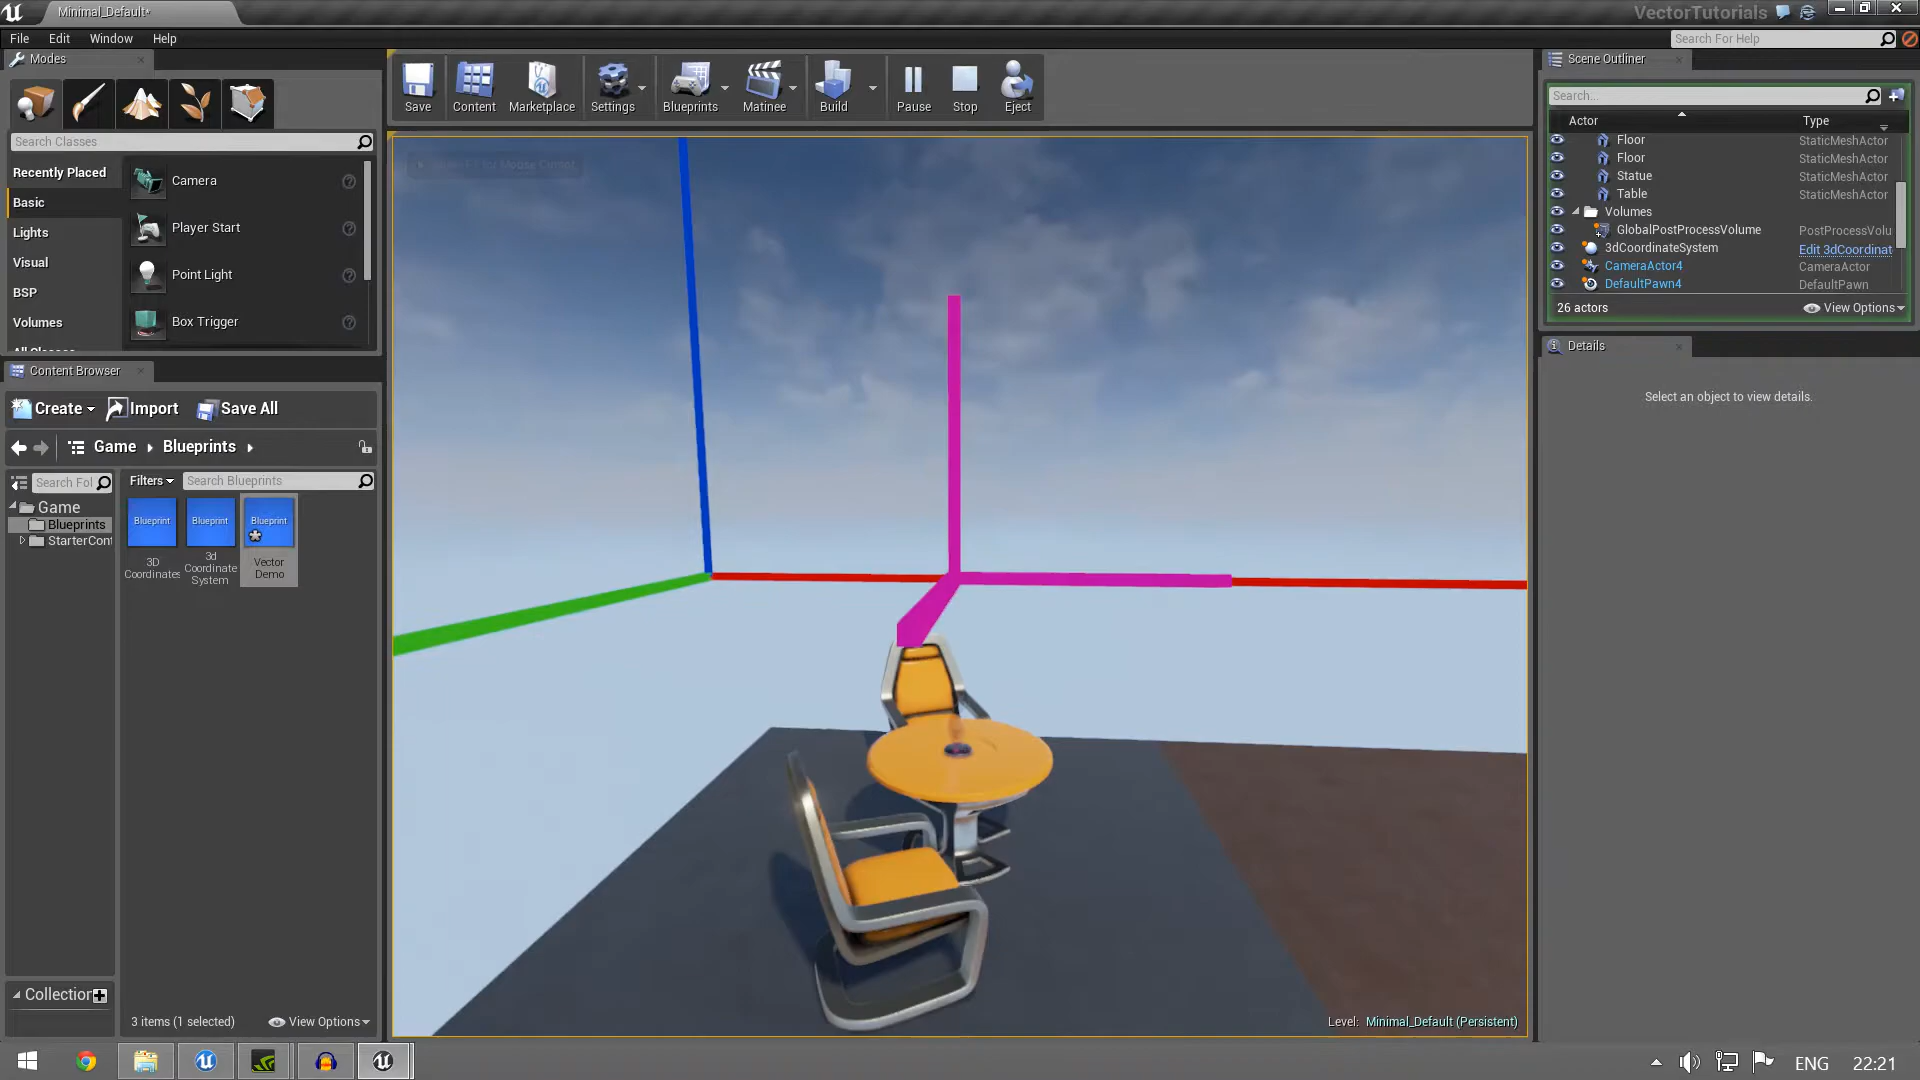 Minimal_Default*
VectorTutorials
File Edit Window Help
Search For Help
Modes
Search Classes
Recently Placed
Basic
Lights
Visual
BSP
Volumes
All Classes
Camera
Player Start
Point Light
Box Trigger
Save Content Marketplace Settings Blueprints Matinee Build Pause Stop Eject
for Mouse Cursor
Level: Minimal_Default (Persistent)
Scene Outliner
Search...
Actor Type
Floor StaticMeshActor
Floor StaticMeshActor
Statue StaticMeshActor
Table StaticMeshActor
Volumes
GlobalPostProcessVolume PostProcessVolu
3dCoordinateSystem Edit 3dCoordinat
CameraActor4 CameraActor
DefaultPawn4 DefaultPawn
26 actors View Options
Details
Select an object to view details.
Content Browser
Create Import Save All
Game Blueprints
Search Fol
Game
Blueprints
StarterCont
Filters Search Blueprints
Blueprint Blueprint Blueprint
3D
Coordinates
3d
Coordinate
System
Vector
Demo
Collection
3 items (1 selected) View Options
ENG 22:21